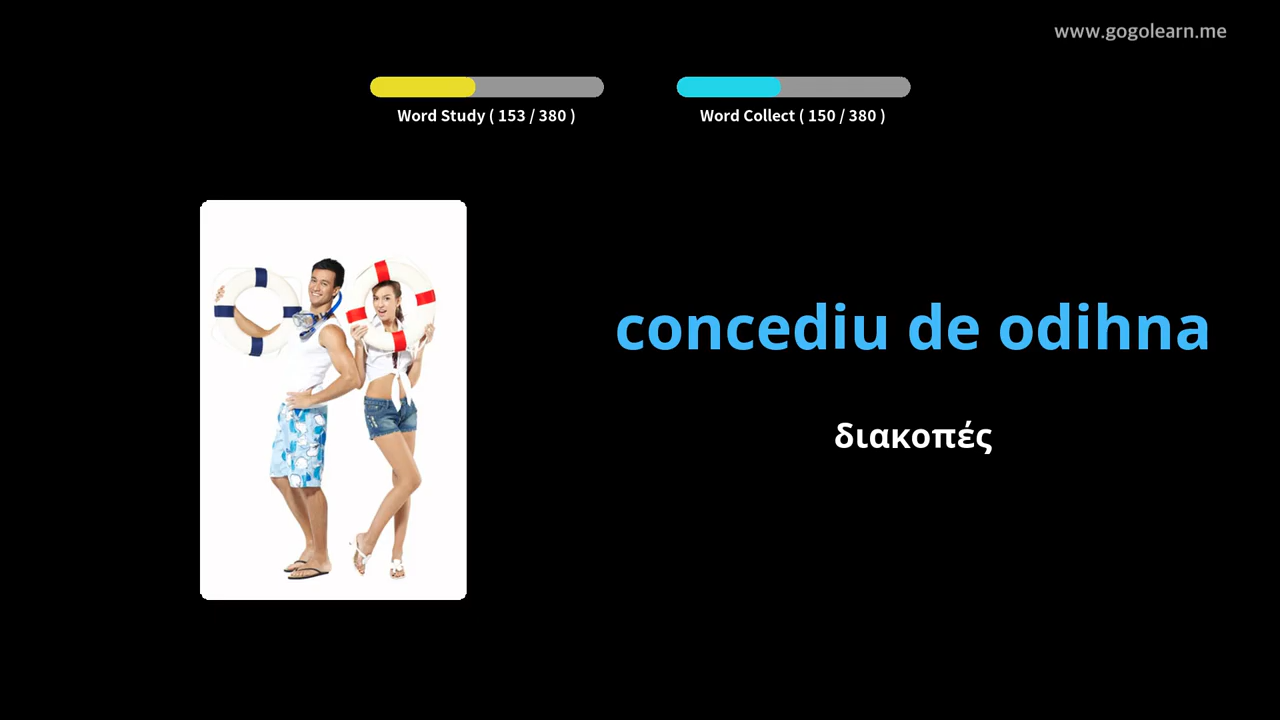 www.gogolearn.me
Word Study ( 153 / 380 )
Word Collect ( 150 / 380 )
concediu de odihna
διακοπές